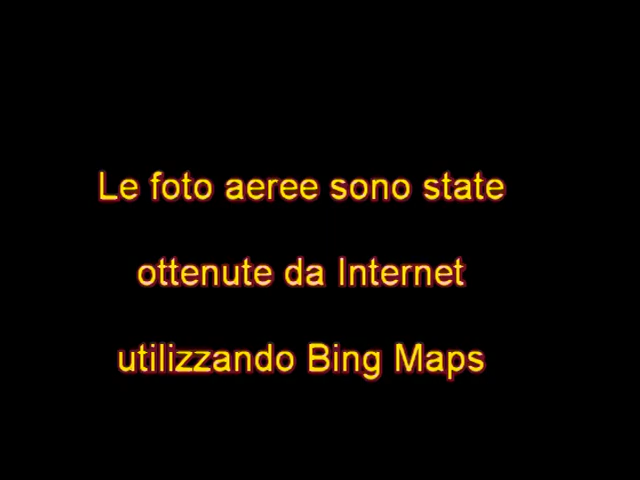 Le foto aeree sono state
ottenute da Internet
utilizzando Bing Maps